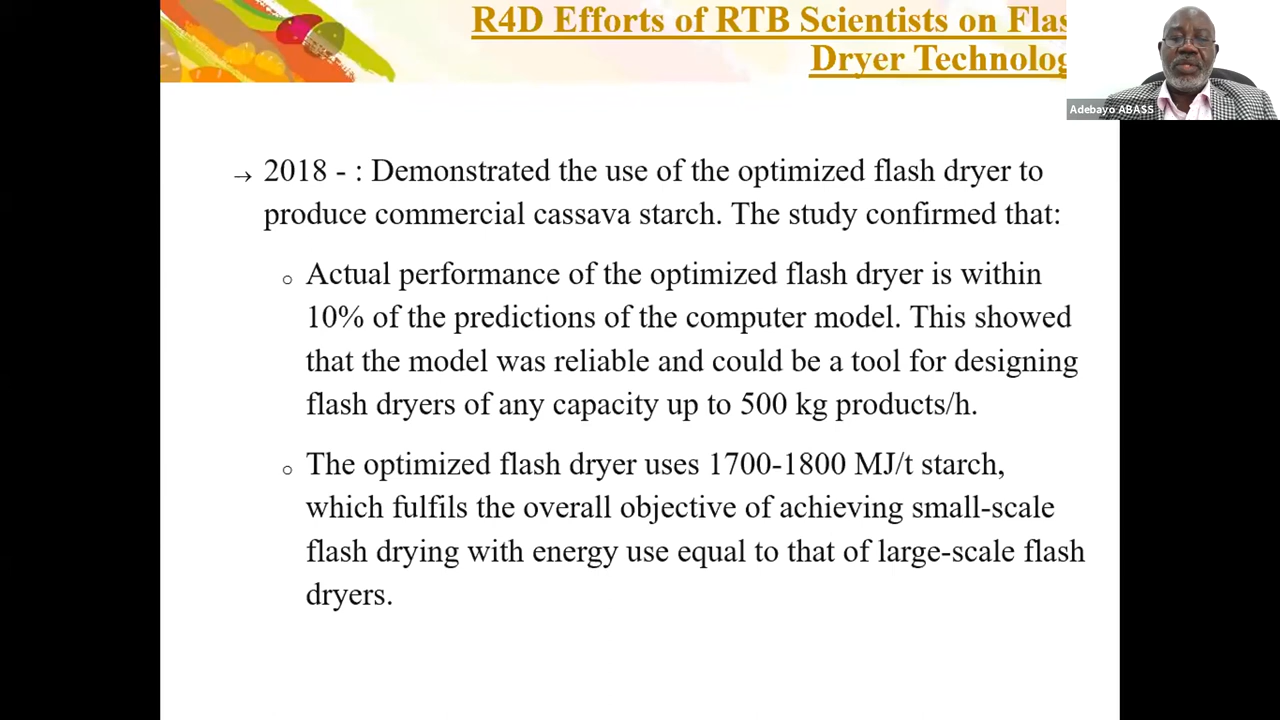 R4D Efforts of RTB Scientists on Flas
Dryer Technolog
Adebayo ABASS
→ 2018 - : Demonstrated the use of the optimized flash dryer to
produce commercial cassava starch. The study confirmed that:
○ Actual performance of the optimized flash dryer is within
10% of the predictions of the computer model. This showed
that the model was reliable and could be a tool for designing
flash dryers of any capacity up to 500 kg products/h.
○ The optimized flash dryer uses 1700-1800 MJ/t starch,
which fulfils the overall objective of achieving small-scale
flash drying with energy use equal to that of large-scale flash
dryers.